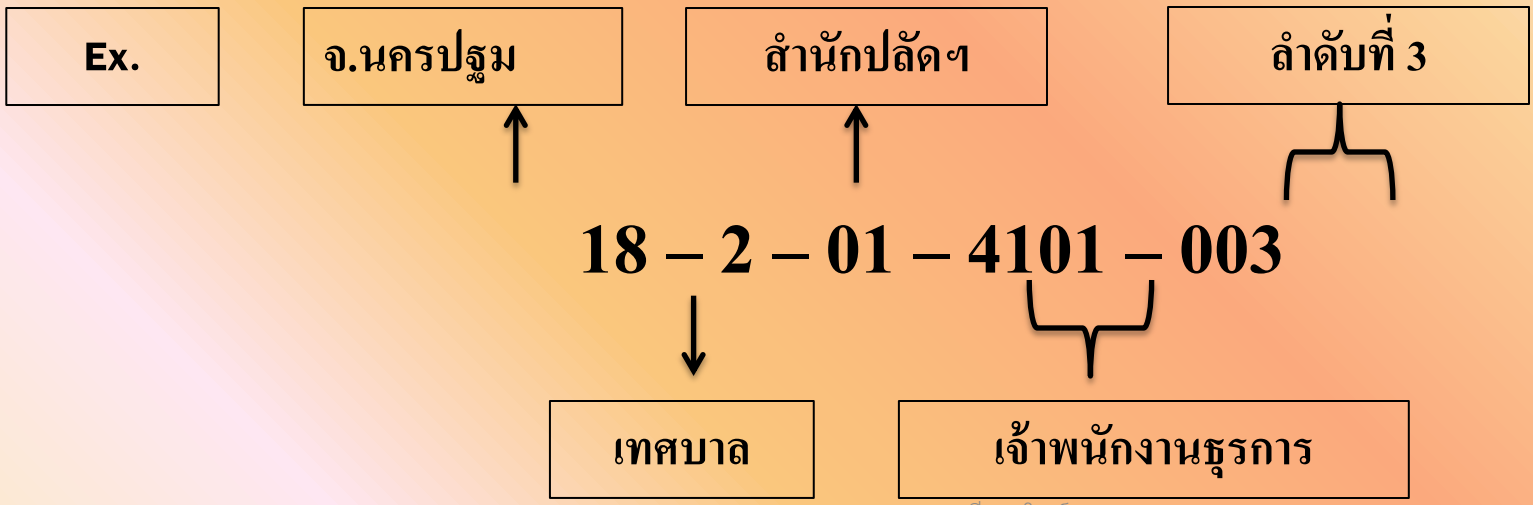 Ex.
จ.นครปฐม
สำนักปลัดฯ
ลำดับที่ 3
18 – 2 – 01 – 4101 – 003
เทศบาล
เจ้าพนักงานธุรการ